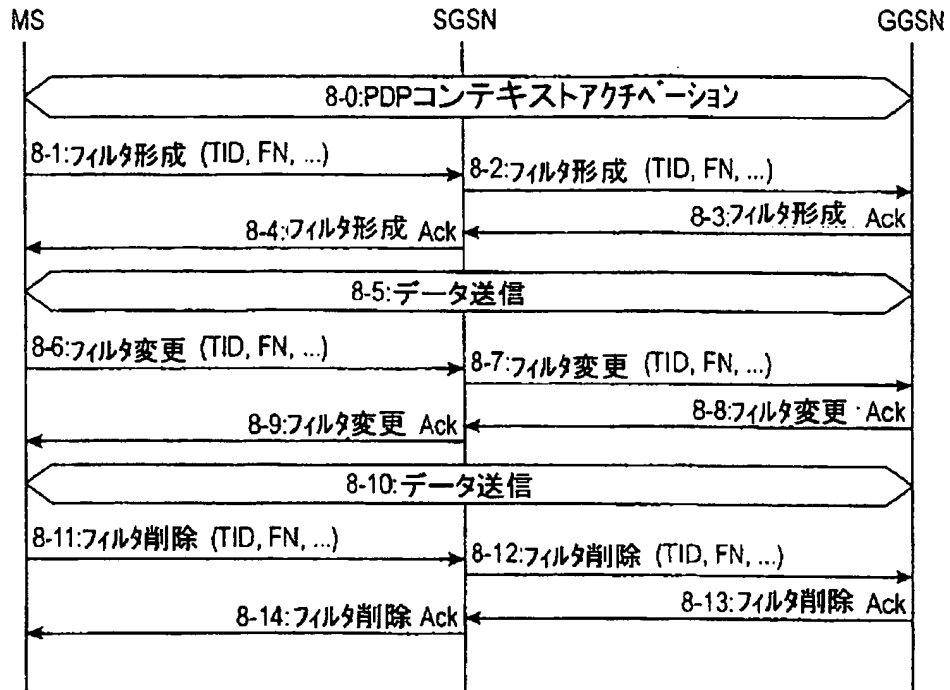 MS SGSN GGSN
8-0:PDPコンテキストアクチベーション
8-1:フィルタ形成 (TID, FN, ...)
8-2:フィルタ形成 (TID, FN, ...)
8-3:フィルタ形成 Ack
8-4:フィルタ形成 Ack
8-5:データ送信
8-6:フィルタ変更 (TID, FN, ...)
8-7:フィルタ変更 (TID, FN, ...)
8-8:フィルタ変更 Ack
8-9:フィルタ変更 Ack
8-10:データ送信
8-11:フィルタ削除 (TID, FN, ...)
8-12:フィルタ削除 (TID, FN, ...)
8-13:フィルタ削除 Ack
8-14:フィルタ削除 Ack